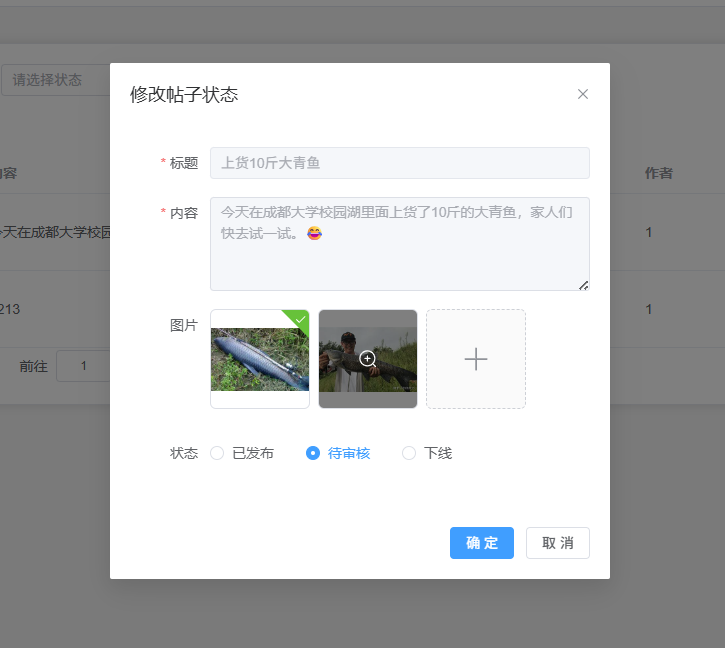 请选择状态
修改帖子状态
* 标题
上货10斤大青鱼
内容
作者
* 内容
今天在成都大学校园湖里面上货了10斤的大青鱼，家人们
快去试一试。😂
今天在成都大学校园
1
213
1
图片
前往
1
状态
已发布
待审核
下线
确 定
取 消